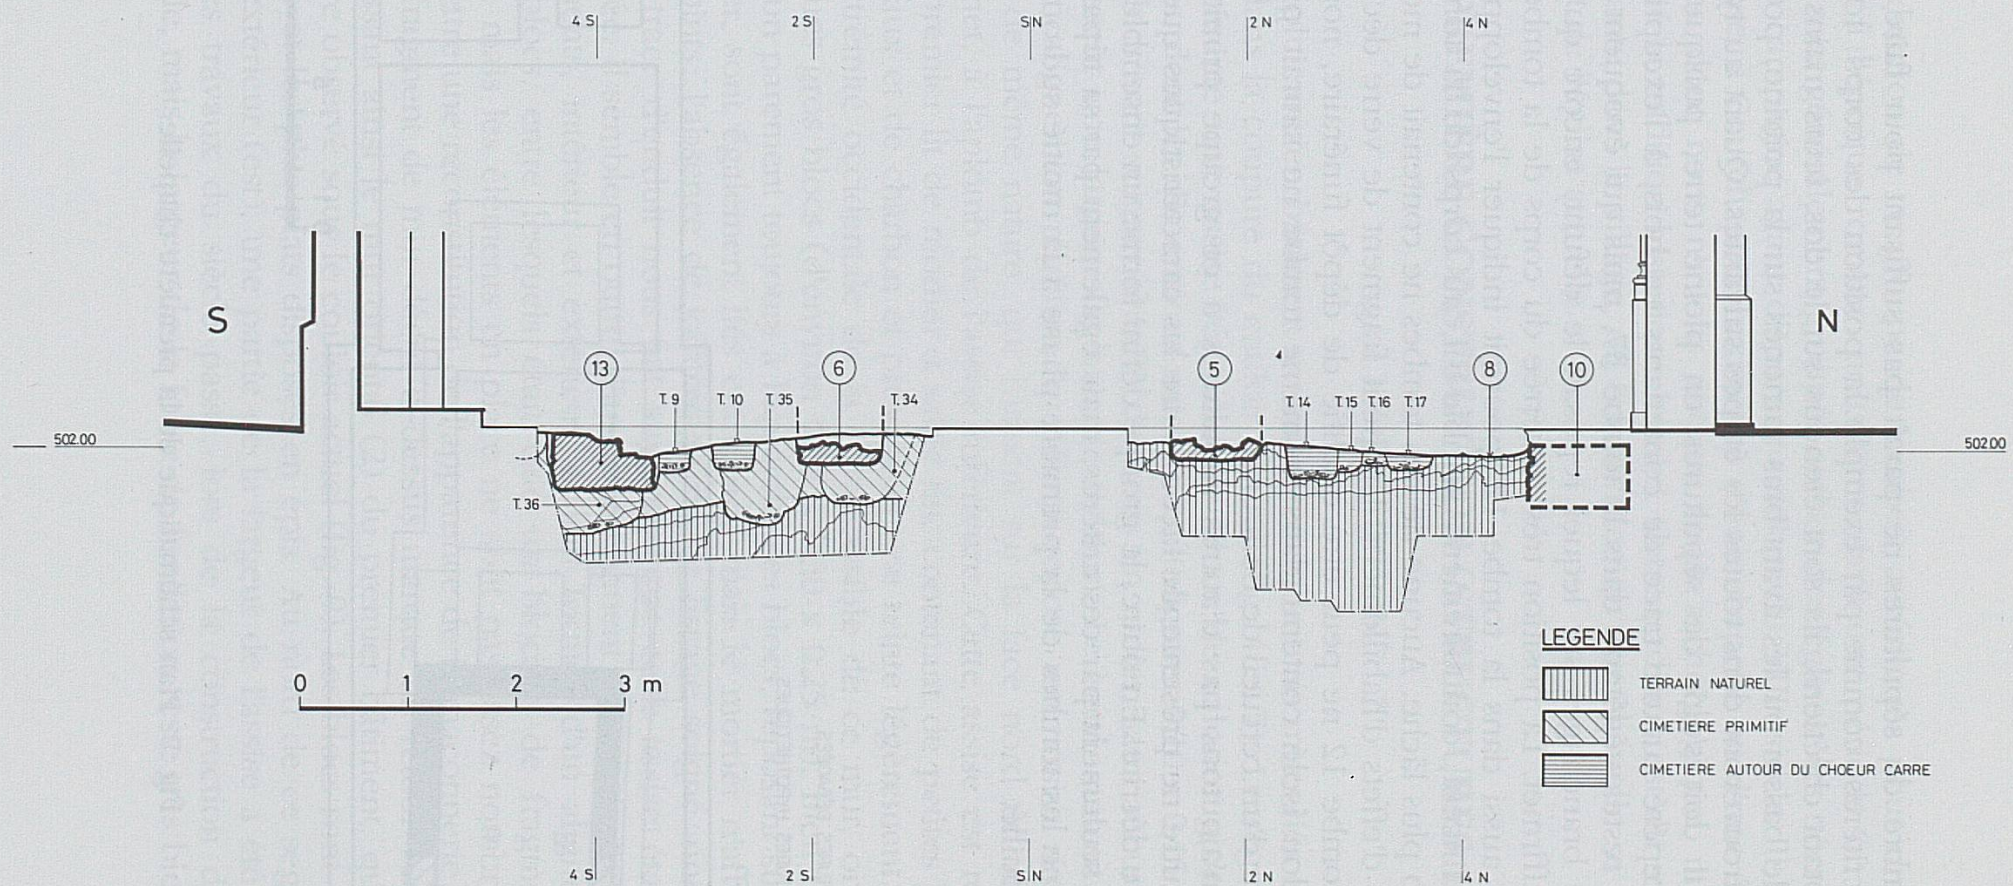 4 S 2 S S N 2 N 4 N
S N
13 6 5 8 10
T. 9 T. 10 T. 35 T. 34 T. 14 T.15 T.16 T.17
502.00 502.00
T. 36
LEGENDE
0 1 2 3 m
TERRAIN NATUREL
CIMETIERE PRIMITIF
CIMETIERE AUTOUR DU CHOEUR CARRE
4 S 2 S S N 2 N 4 N